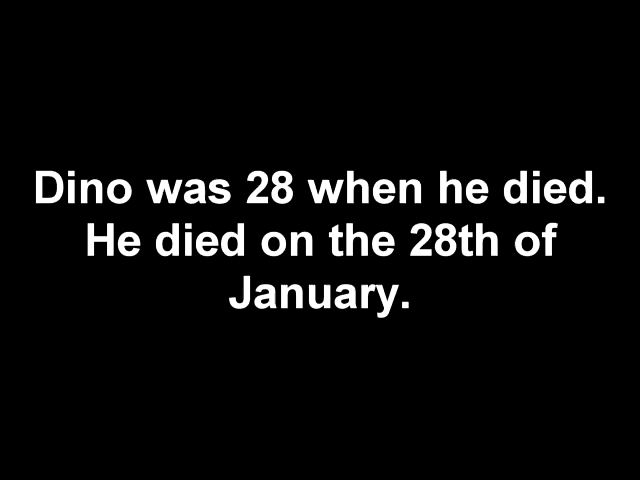 Dino was 28 when he died.
He died on the 28th of
January.